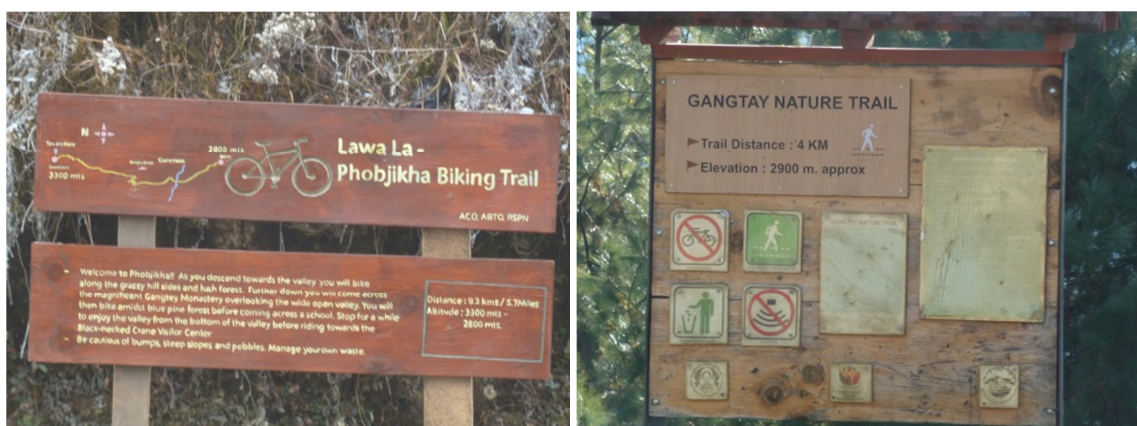 N
2800 mts
3300 mts
Lawa La -
Phobjikha Biking Trail
ACO, ABTO, RSPN
- Welcome to Phobjikha!! As you descend towards the valley you will bike
along the grassy hill sides and lush forest. Further down you will come across
the magnificent Gangtey Monastery overlooking the wide open valley. You will
then bike amidst blue pine forest before coming across a school. Stop for a while
to enjoy the valley from the bottom of the valley before riding towards the
Black-necked Crane Visitor Center
- Be cautious of bumps, steep slopes and pebbles. Manage your own waste.
Distance : 9.3 kms / 5.7Miles
Altitude : 3300 mts -
2800 mts.
GANGTAY NATURE TRAIL
Trail Distance : 4 KM
Elevation : 2900 m. approx
GANGTEY NATURE TRAIL